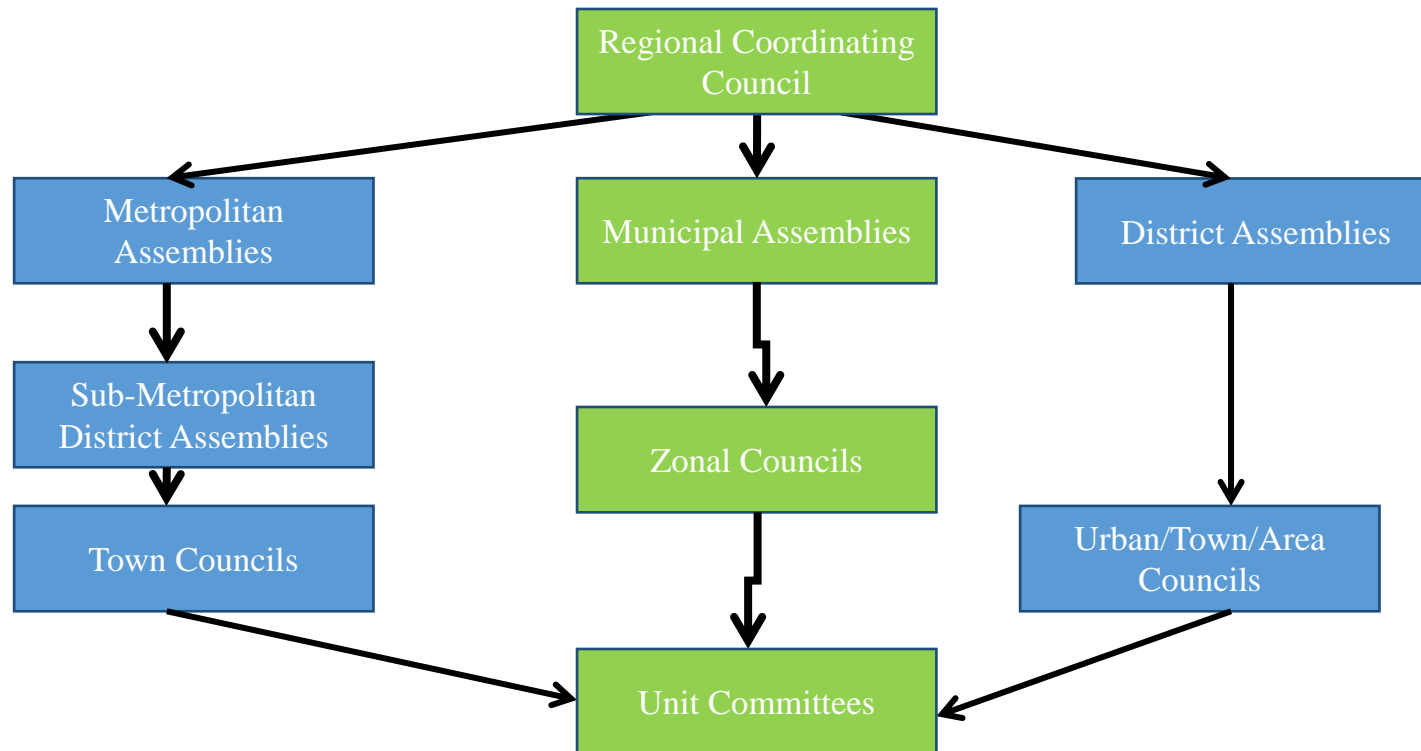 Regional Coordinating
Council
Metropolitan
Assemblies
Municipal Assemblies
District Assemblies
Sub-Metropolitan
District Assemblies
Zonal Councils
Town Councils
Urban/Town/Area
Councils
Unit Committees